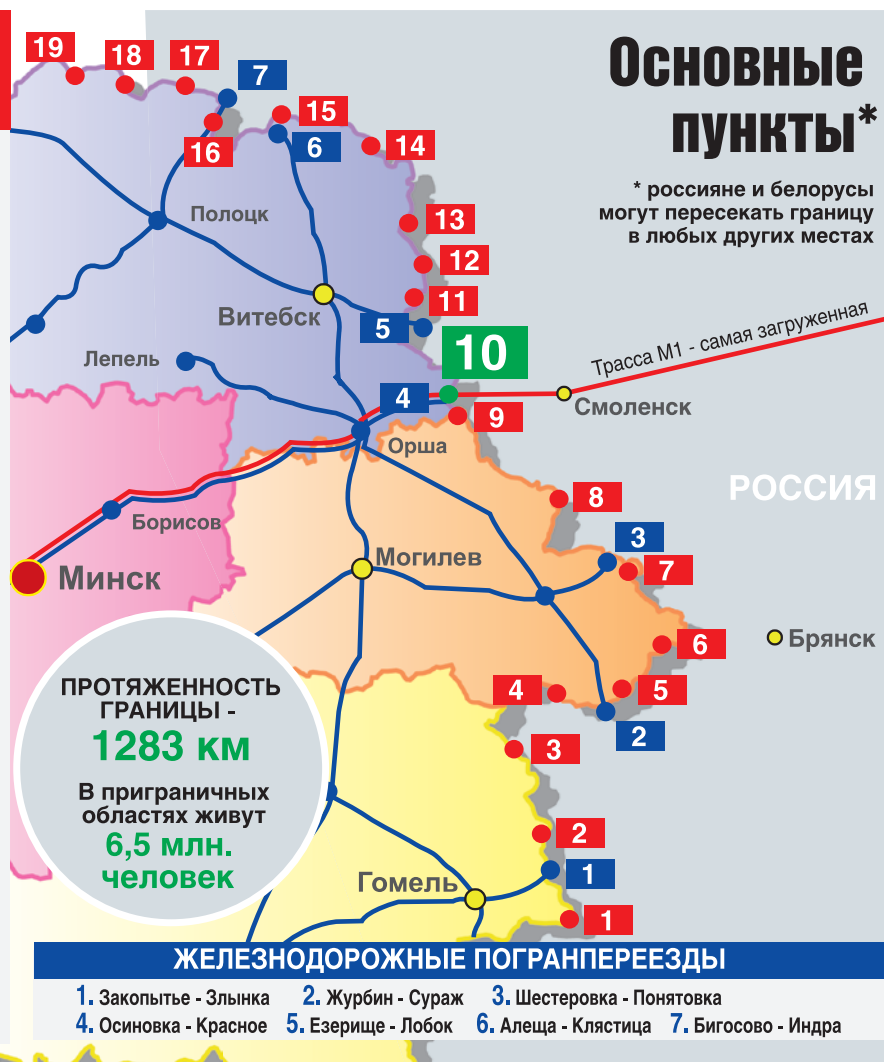 Основные
пункты*
* россияне и белорусы
могут пересекать границу
в любых других местах
19
18
17
7
16
15
6
14
Полоцк
13
12
Витебск
11
5
10
Трасса М1 - самая загруженная
Лепель
4
Смоленск
9
Орша
РОССИЯ
8
Борисов
3
Могилев
7
Минск
6
Брянск
5
4
2
3
ПРОТЯЖЕННОСТЬ
ГРАНИЦЫ -
1283 км
В приграничных
областях живут
6,5 млн.
человек
2
1
Гомель
1
ЖЕЛЕЗНОДОРОЖНЫЕ ПОГРАНПЕРЕЕЗДЫ
1. Закопытье - Злынка 2. Журбин - Сураж 3. Шестеровка - Понятовка
4. Осиновка - Красное 5. Езерище - Лобок 6. Алеща - Клястица 7. Бигосово - Индра